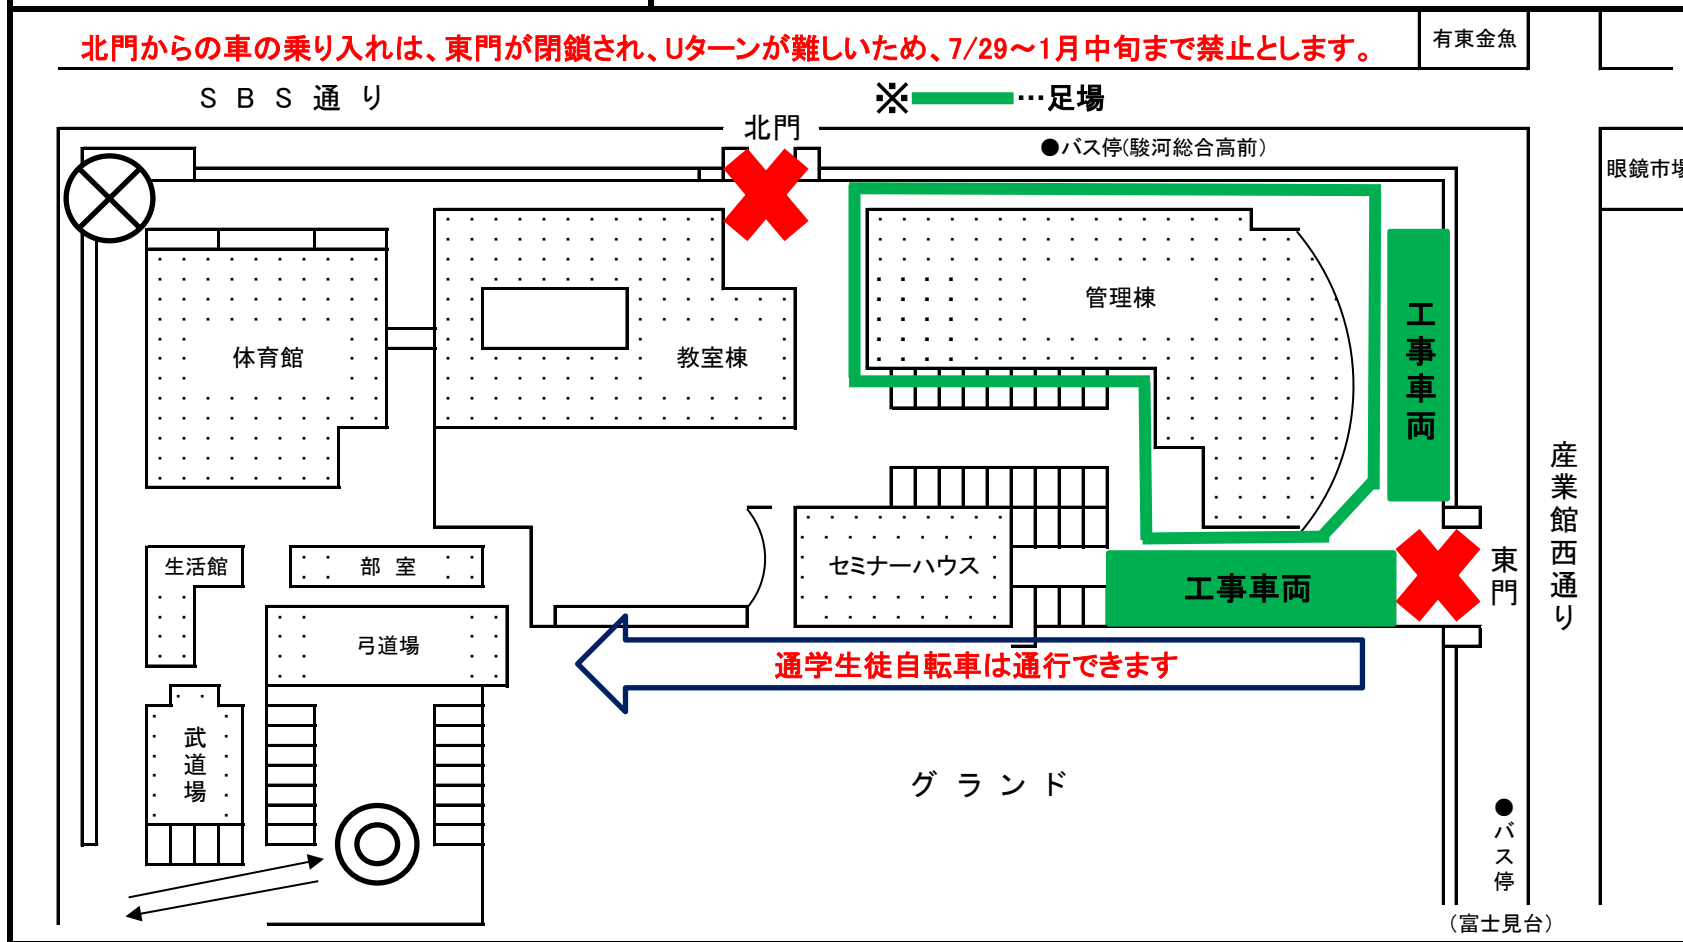 北門からの車の乗り入れは、東門が閉鎖され、Uターンが難しいため、7/29～1月中旬まで禁止とします。
有東金魚
SBS通り
※ …足場
北門
●バス停(駿河総合高前)
眼鏡市場
管理棟
体育館
教室棟
工事車両
産業館西通り
東門
生活館
部室
セミナーハウス
工事車両
弓道場
通学生徒自転車は通行できます
武道場
グランド
●バス停
(富士見台)